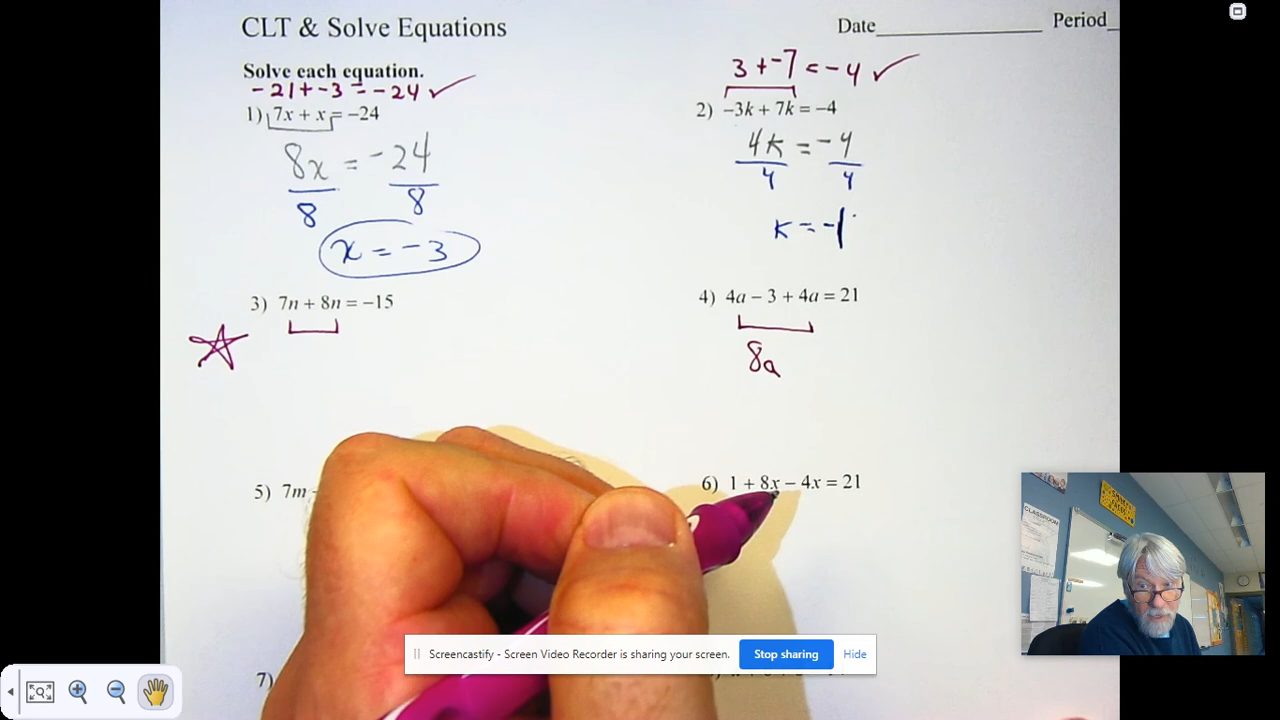 CLT & Solve Equations
Date
Period
Solve each equation.
-21 + -3 = -24 ✓
1) 7x + x = −24
8x = -24
8 8
x = -3
3 + -7 = -4 ✓
2) −3k + 7k = −4
4k = -4
4 4
k = -1
3) 7n + 8n = −15
4) 4a − 3 + 4a = 21
8a
5) 7m
6) 1 + 8x − 4x = 21
7)
Screencastify - Screen Video Recorder is sharing your screen.
Stop sharing
Hide